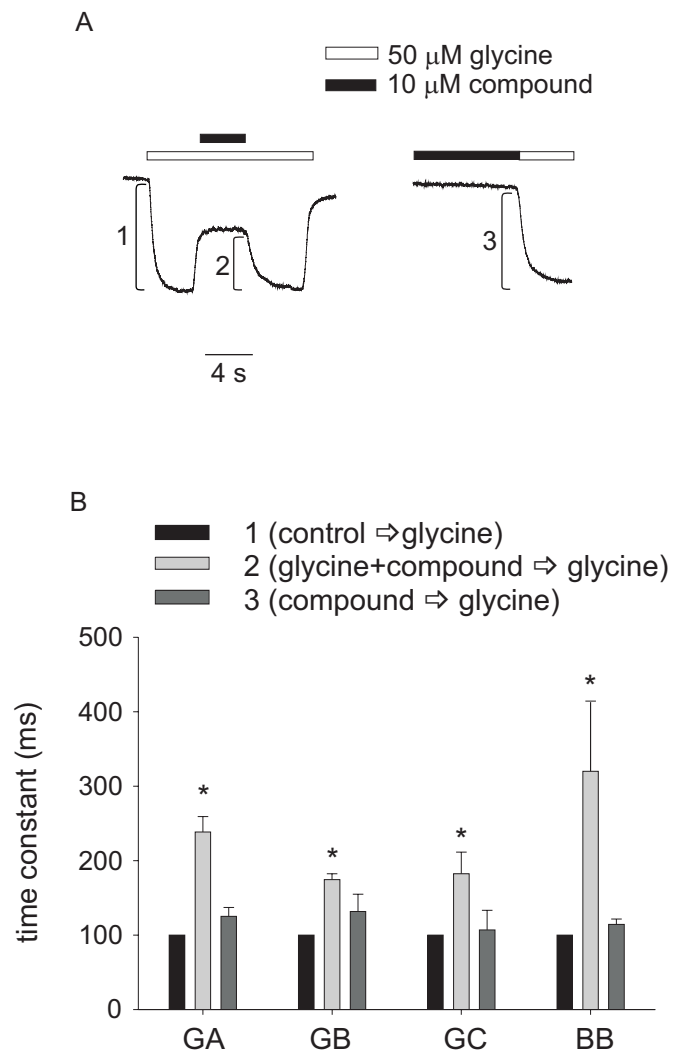 A
50 μM glycine
10 μM compound
1
2
3
4 s
B
1 (control ⇨glycine)
2 (glycine+compound ⇨ glycine)
3 (compound ⇨ glycine)
time constant (ms)
500
400
300
200
100
0
*
*
*
*
GA
GB
GC
BB